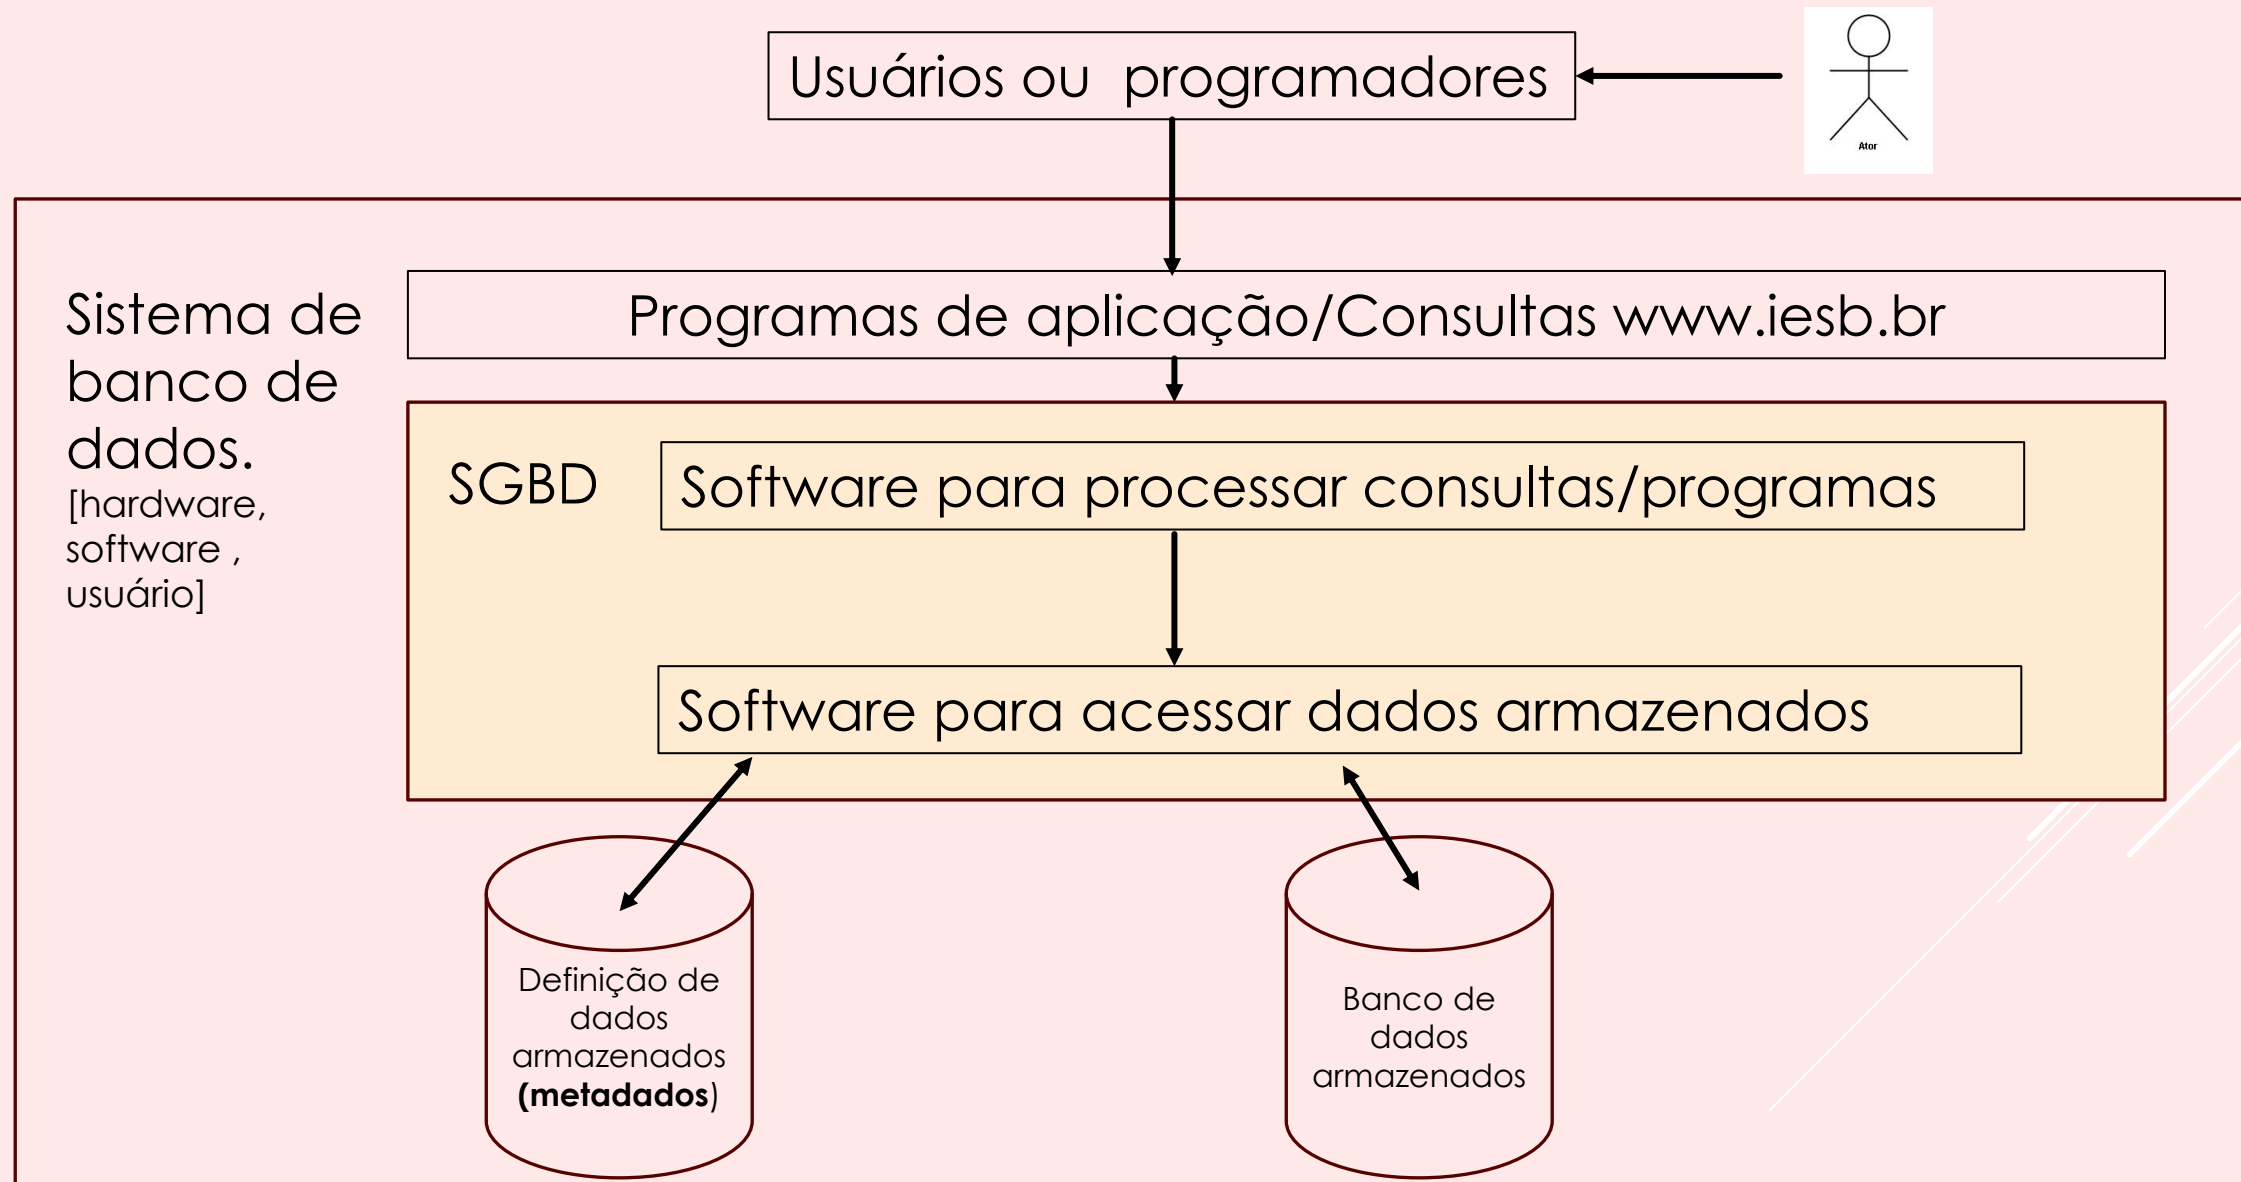 Usuários ou  programadores
Ator
Sistema de
banco de
dados.
[hardware,
software ,
usuário]
Programas de aplicação/Consultas www.iesb.br
SGBD
Software para processar consultas/programas
Software para acessar dados armazenados
Definição de
dados
armazenados
(metadados)
Banco de
dados
armazenados